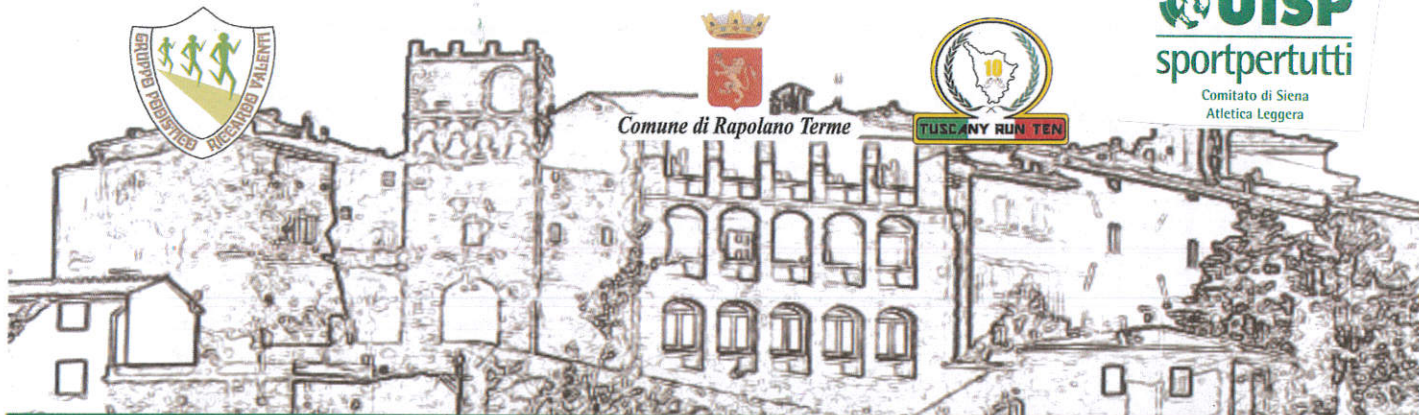 GRUPPO PODISTICO RICCARDO VALENTI
Comune di Rapolano Terme
10
TUSCANY RUN TEN
UISP
sportpertutti
Comitato di Siena
Atletica Leggera